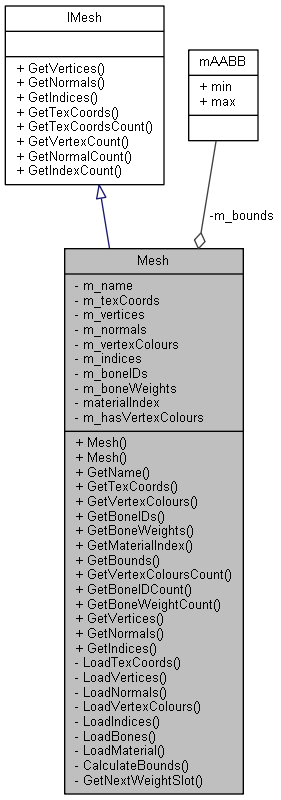 IMesh
+ GetVertices()
+ GetNormals()
+ GetIndices()
+ GetTexCoords()
+ GetTexCoordsCount()
+ GetVertexCount()
+ GetNormalCount()
+ GetIndexCount()
mAABB
+ min
+ max
-m_bounds
Mesh
- m_name
- m_texCoords
- m_vertices
- m_normals
- m_vertexColours
- m_indices
- m_boneIDs
- m_boneWeights
- materialIndex
- m_hasVertexColours
+ Mesh()
+ Mesh()
+ GetName()
+ GetTexCoords()
+ GetVertexColours()
+ GetBoneIDs()
+ GetBoneWeights()
+ GetMaterialIndex()
+ GetBounds()
+ GetVertexColoursCount()
+ GetBoneIDCount()
+ GetBoneWeightCount()
+ GetVertices()
+ GetNormals()
+ GetIndices()
- LoadTexCoords()
- LoadVertices()
- LoadNormals()
- LoadVertexColours()
- LoadIndices()
- LoadBones()
- LoadMaterial()
- CalculateBounds()
- GetNextWeightSlot()